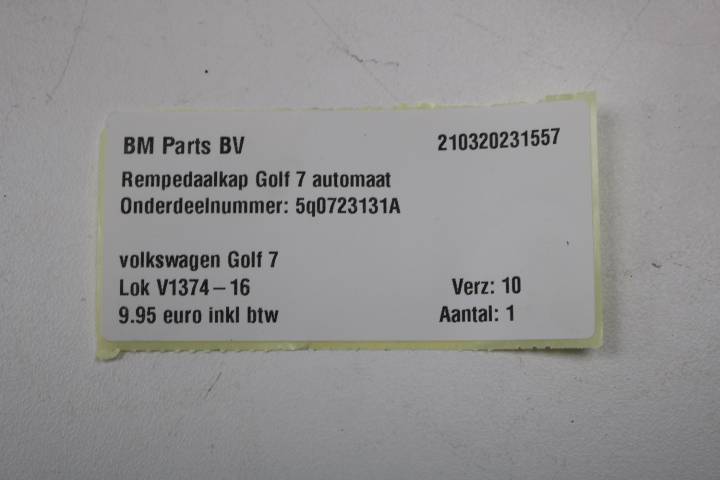 BM Parts BV 210320231557
Rempedaalkap Golf 7 automaat
Onderdeelnummer: 5q0723131A
volkswagen Golf 7
Lok V1374-16 Verz: 10
9.95 euro inkl btw Aantal: 1